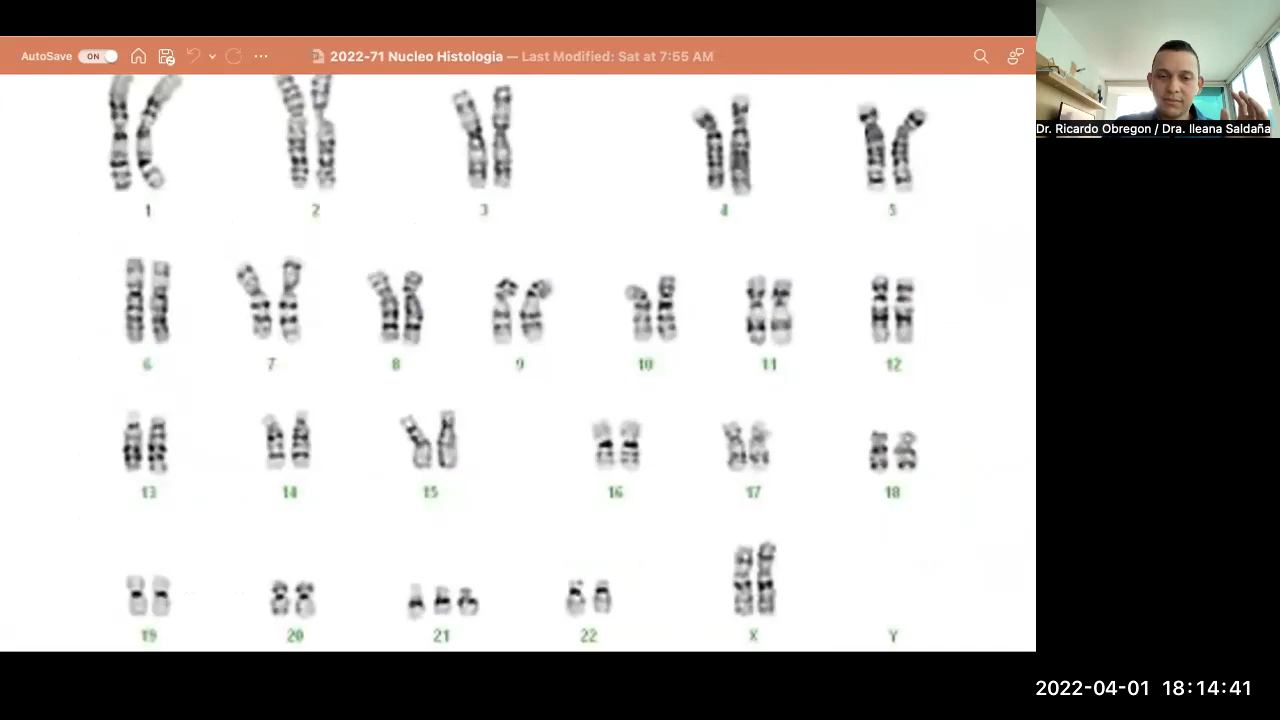 AutoSave ON ··· 2022-71 Nucleo Histologia — Last Modified: Sat at 7:55 AM
Dr. Ricardo Obregon / Dra. Ileana Saldaña
1 2 3 4 5
6 7 8 9 10 11 12
13 14 15 16 17 18
19 20 21 22 X Y
2022-04-01 18:14:41